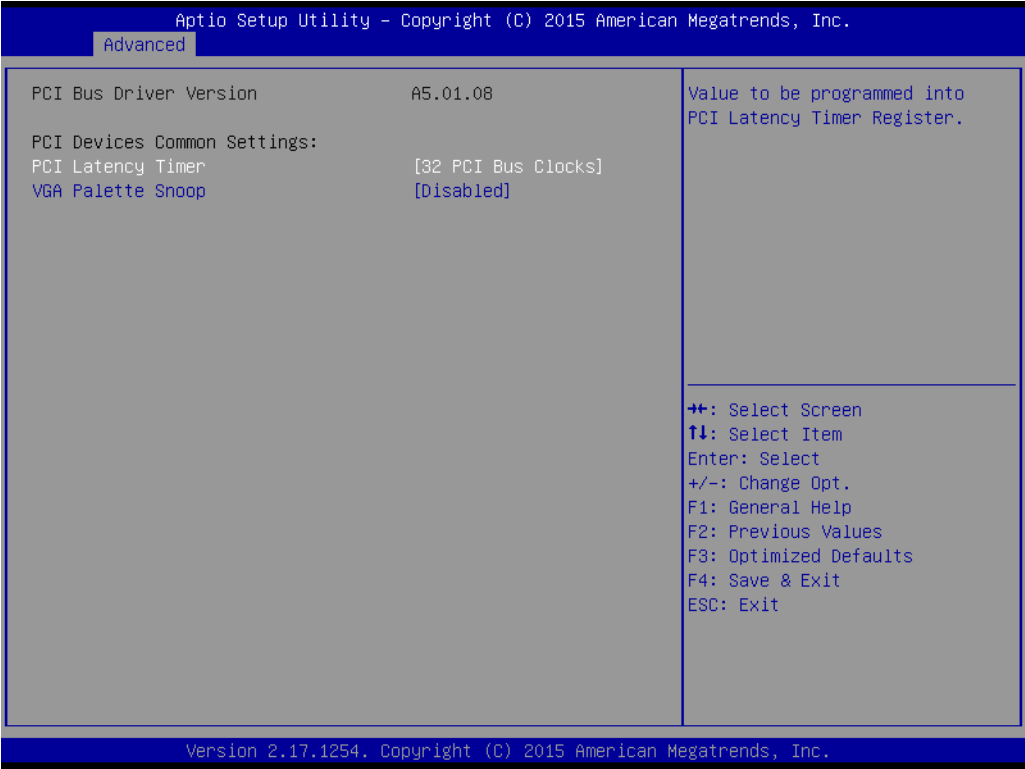 Aptio Setup Utility – Copyright (C) 2015 American Megatrends, Inc.
Advanced
PCI Bus Driver Version A5.01.08
PCI Devices Common Settings:
PCI Latency Timer [32 PCI Bus Clocks]
VGA Palette Snoop [Disabled]
Value to be programmed into
PCI Latency Timer Register.
→←: Select Screen
↑↓: Select Item
Enter: Select
+/-: Change Opt.
F1: General Help
F2: Previous Values
F3: Optimized Defaults
F4: Save & Exit
ESC: Exit
Version 2.17.1254. Copyright (C) 2015 American Megatrends, Inc.